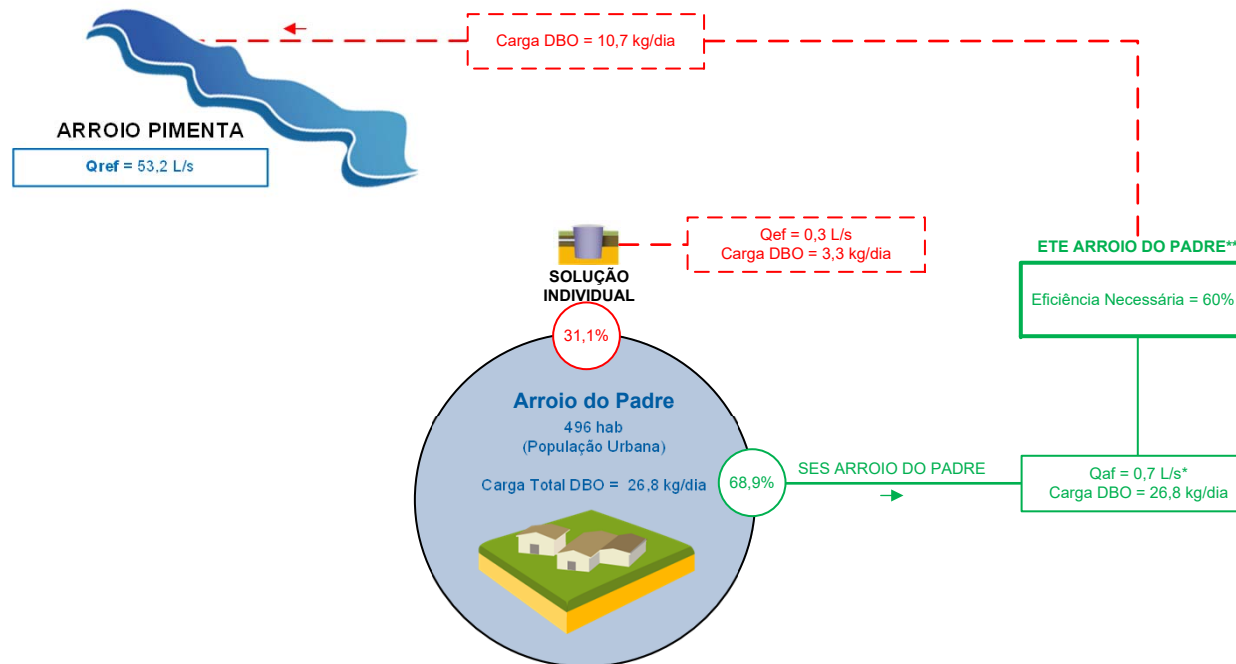 Carga DBO = 10,7 kg/dia
ARROIO PIMENTA
Qref = 53,2 L/s
Qef = 0,3 L/s
Carga DBO = 3,3 kg/dia
SOLUÇÃO
INDIVIDUAL
31,1%
ETE ARROIO DO PADRE**
Eficiência Necessária = 60%
Arroio do Padre
496 hab
(População Urbana)
Carga Total DBO = 26,8 kg/dia
68,9%
SES ARROIO DO PADRE
Qaf = 0,7 L/s*
Carga DBO = 26,8 kg/dia